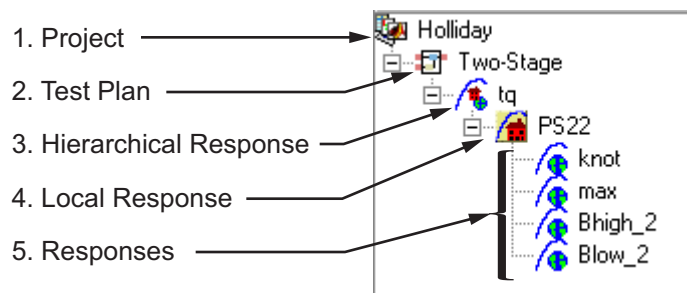 1. Project
Holliday
Two-Stage
2. Test Plan
tq
3. Hierarchical Response
PS22
4. Local Response
knot
max
Bhigh_2
5. Responses
Blow_2